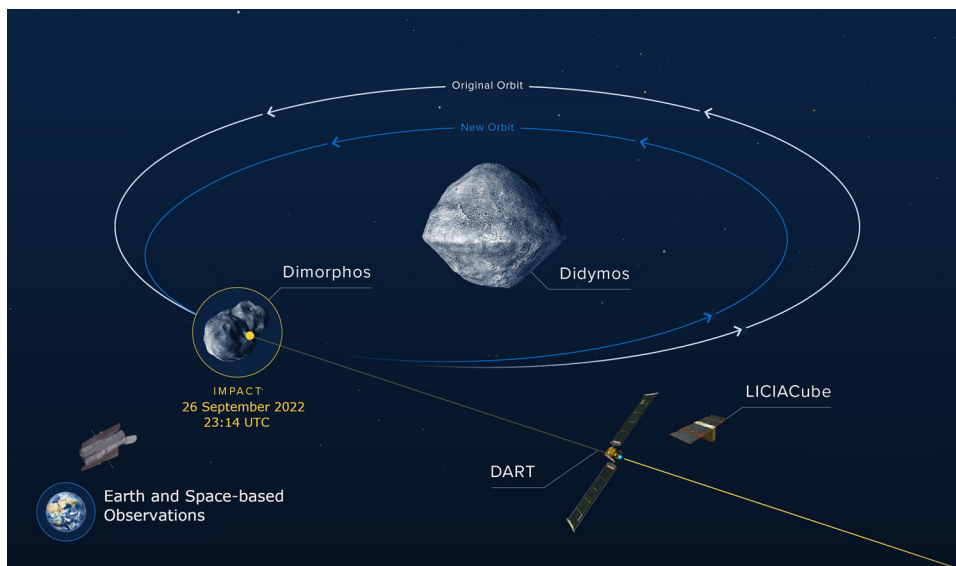 Original Orbit
New Orbit
Dimorphos
Didymos
IMPACT
26 September 2022
23:14 UTC
LICIACube
DART
Earth and Space-based
Observations